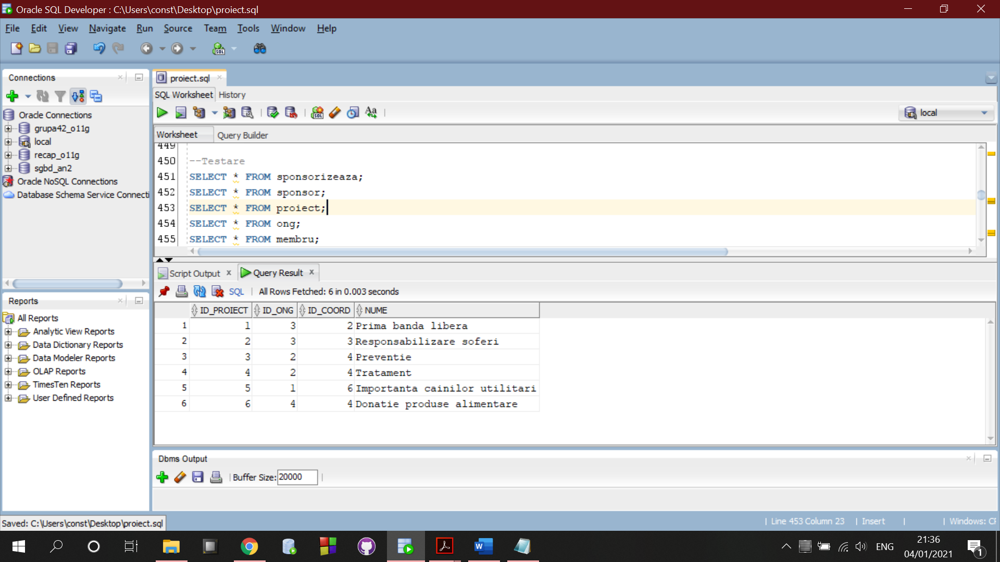 Oracle SQL Developer : C:\Users\const\Desktop\proiect.sql
File Edit View Navigate Run Source Team Tools Window Help
Connections
proiect.sql
SQL Worksheet History
local
Oracle Connections
grupa42_o11g
local
recap_o11g
sgbd_an2
Oracle NoSQL Connections
Database Schema Service Connecti
Worksheet Query Builder
449
450 --Testare
451 SELECT * FROM sponsorizeaza;
452 SELECT * FROM sponsor;
453 SELECT * FROM proiect;
454 SELECT * FROM ong;
455 SELECT * FROM membru;
Script Output Query Result
SQL | All Rows Fetched: 6 in 0.003 seconds
ID_PROIECT ID_ONG ID_COORD NUME
1 1 3 2 Prima banda libera
2 2 3 3 Responsabilizare soferi
3 3 2 4 Preventie
4 4 2 4 Tratament
5 5 1 6 Importanta cainilor utilitari
6 6 4 4 Donatie produse alimentare
Reports
All Reports
Analytic View Reports
Data Dictionary Reports
Data Modeler Reports
OLAP Reports
TimesTen Reports
User Defined Reports
Dbms Output
Buffer Size: 20000
Saved: C:\Users\const\Desktop\proiect.sql
| Line 453 Column 23 | Insert | | Windows: CR
ENG
21:36
04/01/2021
1